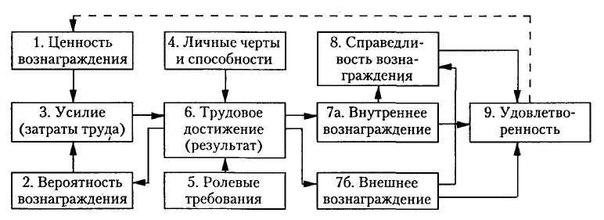 1. Ценность
вознаграждения
4. Личные черты
и способности
8. Справедли-
вость возна-
граждения
3. Усилие
(затраты труда)
6. Трудовое
достижение
(результат)
7а. Внутреннее
вознаграждение
9. Удовлетво-
ренность
2. Вероятность
вознаграждения
5. Ролевые
требования
7б. Внешнее
вознаграждение